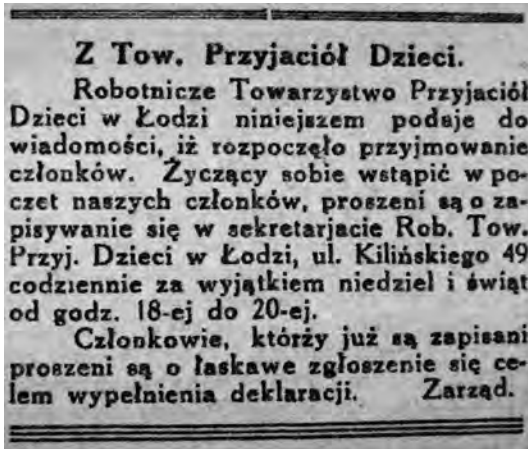 Z Tow. Przyjaciół Dzieci.
Robotnicze Towarzystwo Przyjaciół
Dzieci w Łodzi niniejszem podaje do
wiadomości, iż rozpoczęło przyjmowanie
członków. Życzący sobie wstąpić w po-
czet naszych członków, proszeni są o za-
pisywanie się w sekretarjacie Rob. Tow.
Przyj. Dzieci w Łodzi, ul. Kilińskiego 49
codziennie za wyjątkiem niedziel i świąt
od godz. 18-ej do 20-ej.
Członkowie, którży już są zapisani
proszeni są o łaskawe zgłoszenie się ce-
lem wypełnienia deklaracji. Zarząd.